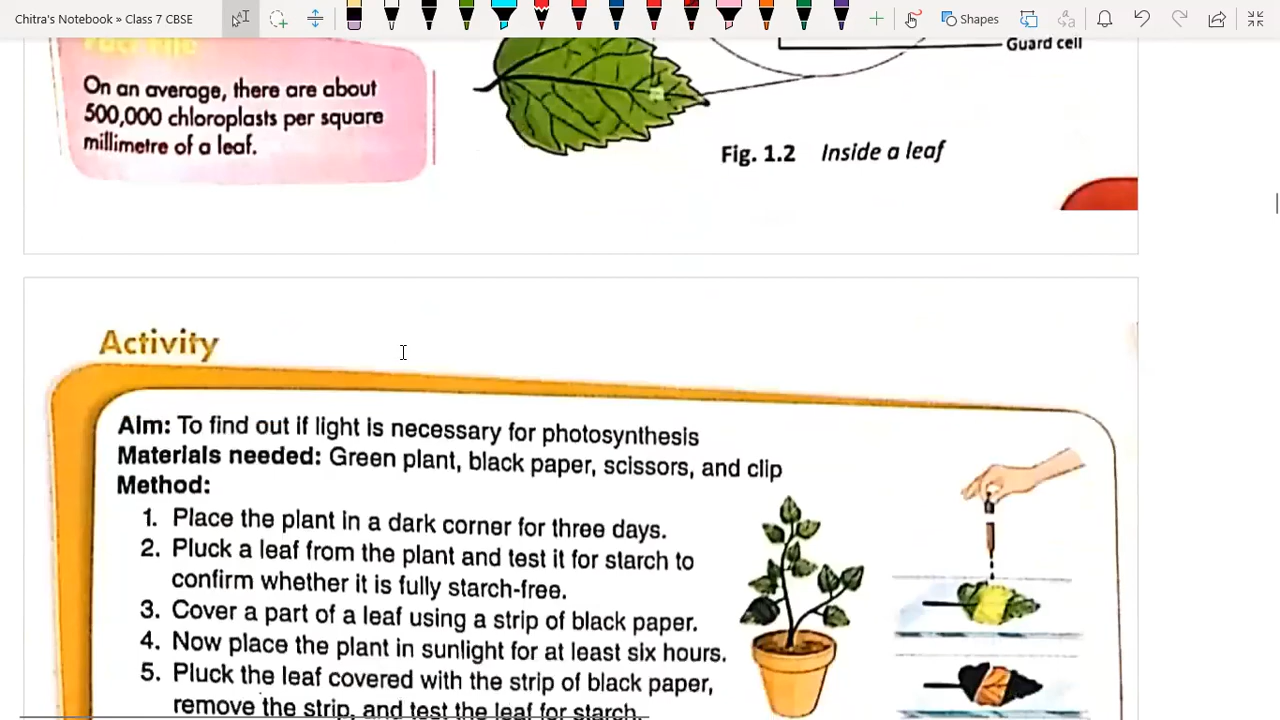 Chitra's Notebook » Class 7 CBSE
Shapes
Fact File
On an average, there are about
500,000 chloroplasts per square
millimetre of a leaf.
Guard cell
Fig. 1.2 Inside a leaf
Activity
Aim: To find out if light is necessary for photosynthesis
Materials needed: Green plant, black paper, scissors, and clip
Method:
1. Place the plant in a dark corner for three days.
2. Pluck a leaf from the plant and test it for starch to
confirm whether it is fully starch-free.
3. Cover a part of a leaf using a strip of black paper.
4. Now place the plant in sunlight for at least six hours.
5. Pluck the leaf covered with the strip of black paper,
remove the strip, and test the leaf for starch.